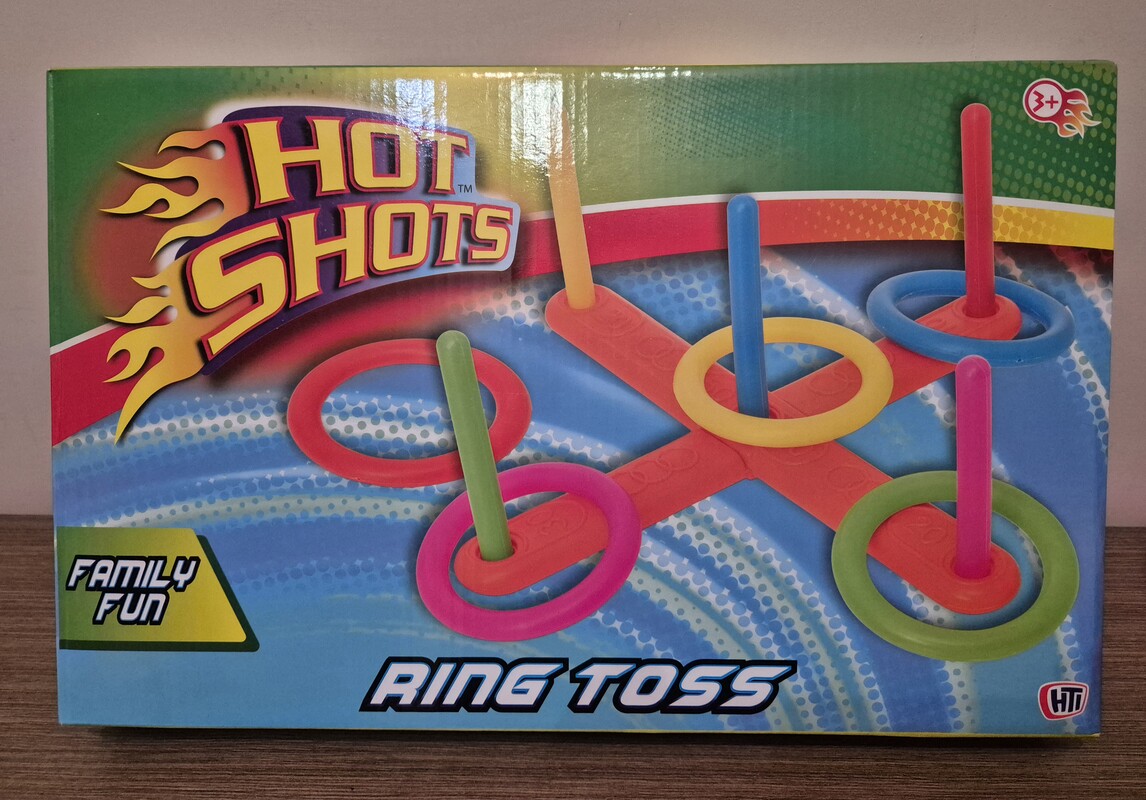 HOT
SHOTS
TM
3+
FAMILY
FUN
RING TOSS
HTI